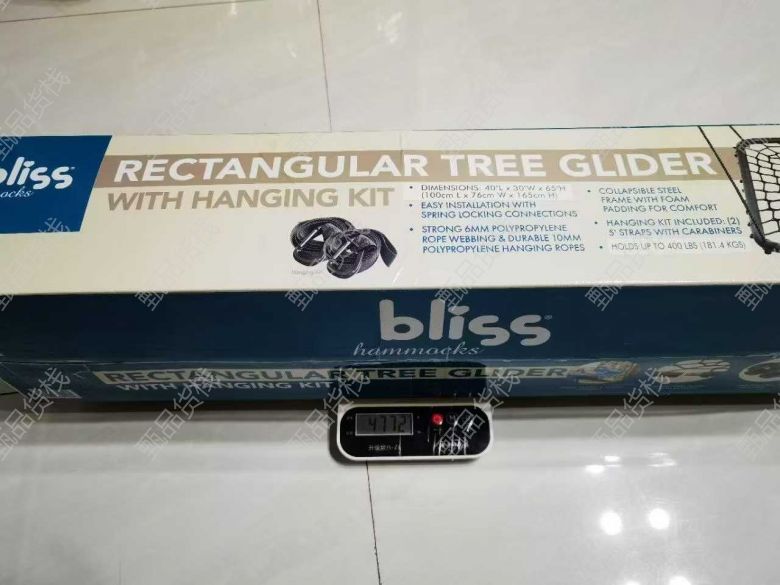 bliss®
RECTANGULAR TREE GLIDER
WITH HANGING KIT
• DIMENSIONS: 40"L x 30"W x 65"H
(100cm L x 76cm W x 165cm H)
• EASY INSTALLATION WITH
SPRING LOCKING CONNECTIONS
• STRONG 6MM POLYPROPYLENE
ROPE WEBBING & DURABLE 10MM
POLYPROPYLENE HANGING ROPES
• COLLAPSIBLE STEEL
FRAME WITH FOAM
PADDING FOR COMFORT
• HANGING KIT INCLUDED: (2)
5' STRAPS WITH CARABINERS
• HOLDS UP TO 400 LBS (181.4 KGS)
Hanging Kit
bliss®
hammocks
RECTANGULAR TREE GLIDER
WITH HANGING KIT
4772